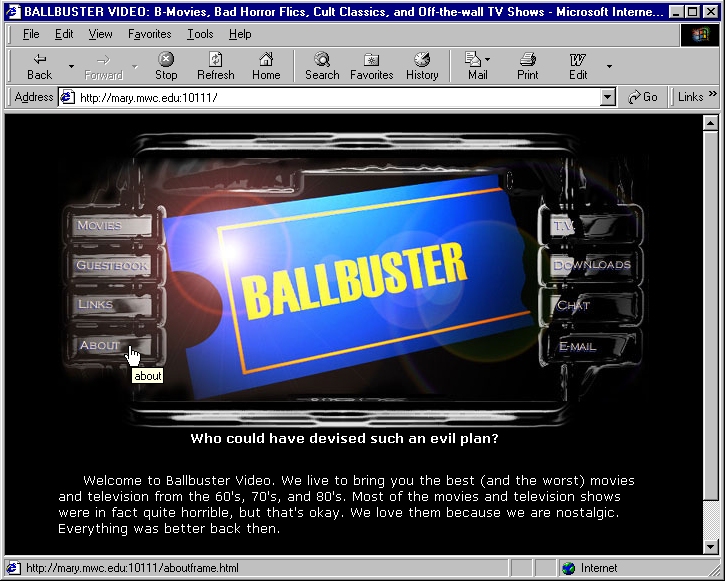 BALLBUSTER VIDEO: B-Movies, Bad Horror Flics, Cult Classics, and Off-the-wall TV Shows - Microsoft Interne...
File Edit View Favorites Tools Help
Back Forward Stop Refresh Home Search Favorites History Mail Print Edit
Address http://mary.mwc.edu:10111/ Go Links »
BALLBUSTER
MOVIES
GUESTBOOK
LINKS
ABOUT
about
T.V.
DOWNLOADS
CHAT
E-MAIL
Who could have devised such an evil plan?
Welcome to Ballbuster Video. We live to bring you the best (and the worst) movies
and television from the 60's, 70's, and 80's. Most of the movies and television shows
were in fact quite horrible, but that's okay. We love them because we are nostalgic.
Everything was better back then.
http://mary.mwc.edu:10111/aboutframe.html Internet